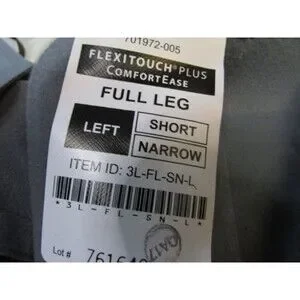 701972-005
FLEXITOUCH PLUS
COMFORTEASE
FULL LEG
LEFT
SHORT
NARROW
ITEM ID: 3L-FL-SN-L
*3L-FL-SN-L*
Lot #